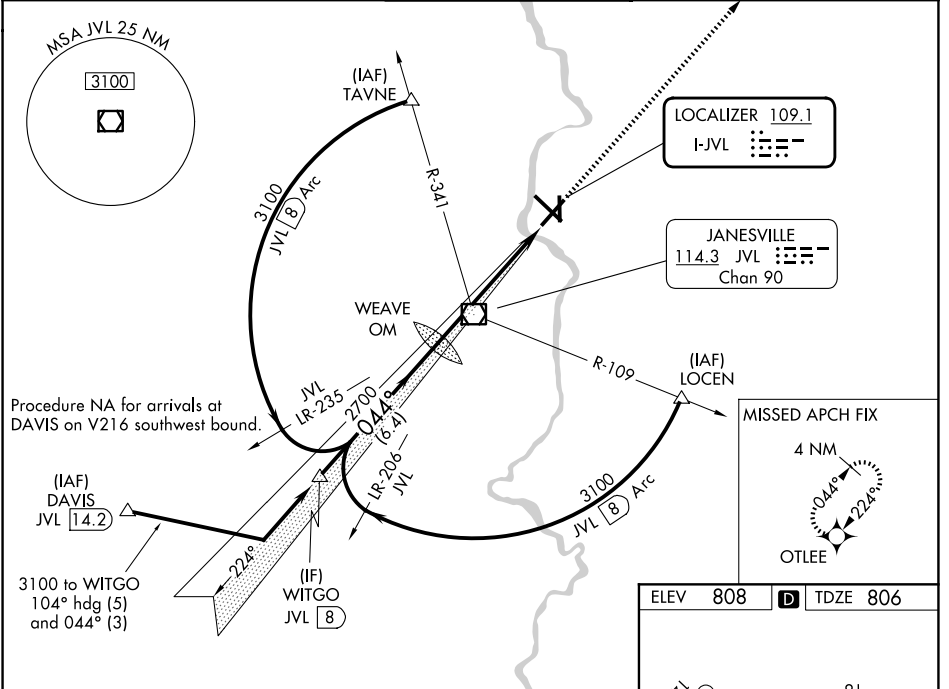 MSA JVL 25 NM
3100
(IAF)
TAVNE
3100
JVL 8 Arc
R-341
LOCALIZER 109.1
I-JVL
JANESVILLE
114.3 JVL
Chan 90
WEAVE
OM
R-109
(IAF)
LOCEN
JVL
LR-235
2700
044°
(6.4)
LR-206
JVL
3100
JVL 8 Arc
Procedure NA for arrivals at
DAVIS on V216 southwest bound.
(IAF)
DAVIS
JVL 14.2
224°
3100 to WITGO
104° hdg (5)
and 044° (3)
(IF)
WITGO
JVL 8
MISSED APCH FIX
4 NM
044°
224°
OTLEE
ELEV 808 D TDZE 806